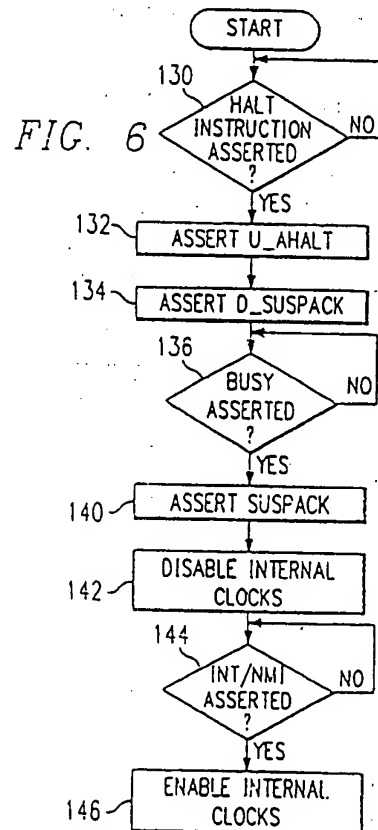 START
130
HALT
INSTRUCTION
ASSERTED
?
NO
FIG. 6
YES
132
ASSERT U_AHALT
134
ASSERT D_SUSPACK
136
BUSY
ASSERTED
?
NO
YES
140
ASSERT SUSPACK
142
DISABLE INTERNAL
CLOCKS
144
INT/NMI
ASSERTED
?
NO
YES
146
ENABLE INTERNAL
CLOCKS